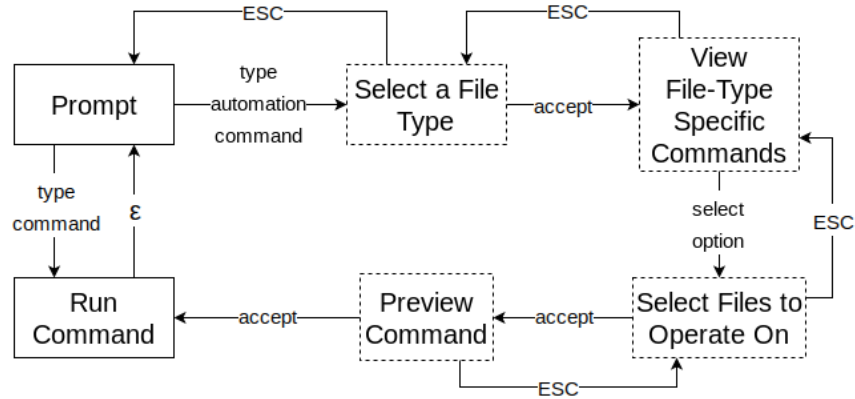 ESC
ESC
Prompt
type
automation
command
Select a File
Type
accept
View
File-Type
Specific
Commands
type
command
ε
select
option
ESC
Run
Command
accept
Preview
Command
accept
Select Files to
Operate On
ESC